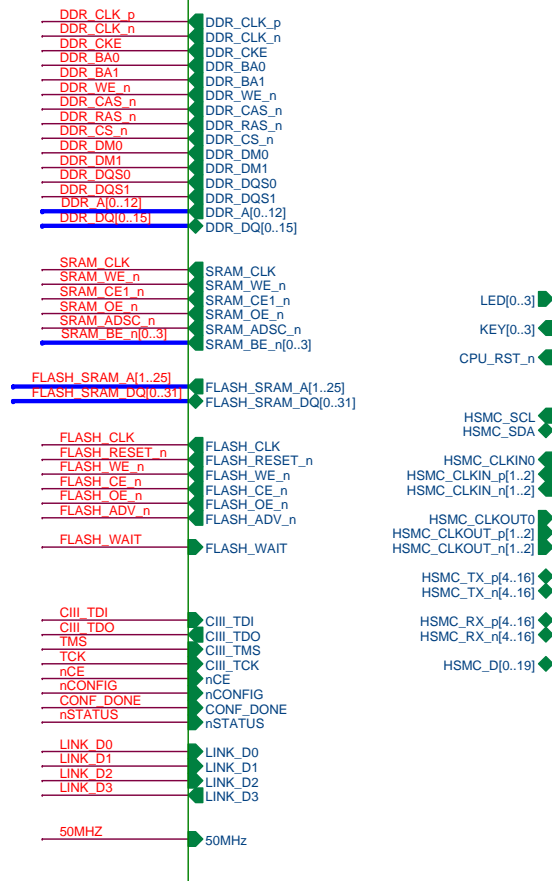 DDR_CLK_p DDR_CLK_p
DDR_CLK_n DDR_CLK_n
DDR_CKE DDR_CKE
DDR_BA0 DDR_BA0
DDR_BA1 DDR_BA1
DDR_WE_n DDR_WE_n
DDR_CAS_n DDR_CAS_n
DDR_RAS_n DDR_RAS_n
DDR_CS_n DDR_CS_n
DDR_DM0 DDR_DM0
DDR_DM1 DDR_DM1
DDR_DQS0 DDR_DQS0
DDR_DQS1 DDR_DQS1
DDR_A[0..12] DDR_A[0..12]
DDR_DQ[0..15] DDR_DQ[0..15]
SRAM_CLK SRAM_CLK
SRAM_WE_n SRAM_WE_n
SRAM_CE1_n SRAM_CE1_n
SRAM_OE_n SRAM_OE_n
SRAM_ADSC_n SRAM_ADSC_n
SRAM_BE_n[0..3] SRAM_BE_n[0..3]
FLASH_SRAM_A[1..25] FLASH_SRAM_A[1..25]
FLASH_SRAM_DQ[0..31] FLASH_SRAM_DQ[0..31]
FLASH_CLK FLASH_CLK
FLASH_RESET_n FLASH_RESET_n
FLASH_WE_n FLASH_WE_n
FLASH_CE_n FLASH_CE_n
FLASH_OE_n FLASH_OE_n
FLASH_ADV_n FLASH_ADV_n
FLASH_WAIT FLASH_WAIT
CIII_TDI CIII_TDI
CIII_TDO CIII_TDO
TMS CIII_TMS
TCK CIII_TCK
nCE nCE
nCONFIG nCONFIG
CONF_DONE CONF_DONE
nSTATUS nSTATUS
LINK_D0 LINK_D0
LINK_D1 LINK_D1
LINK_D2 LINK_D2
LINK_D3 LINK_D3
50MHZ 50MHz
LED[0..3]
KEY[0..3]
CPU_RST_n
HSMC_SCL
HSMC_SDA
HSMC_CLKIN0
HSMC_CLKIN_p[1..2]
HSMC_CLKIN_n[1..2]
HSMC_CLKOUT0
HSMC_CLKOUT_p[1..2]
HSMC_CLKOUT_n[1..2]
HSMC_TX_p[4..16]
HSMC_TX_n[4..16]
HSMC_RX_p[4..16]
HSMC_RX_n[4..16]
HSMC_D[0..19]